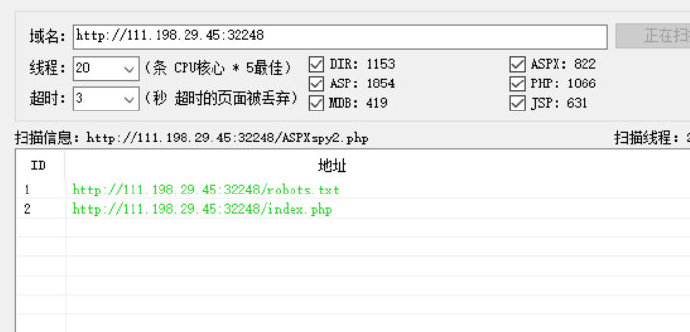 域名: http://111.198.29.45:32248 正在扫
线程: 20 (条 CPU核心 * 5最佳) DIR: 1153 ASPX: 822
ASP: 1854 PHP: 1066
超时: 3 (秒 超时的页面被丢弃) MDB: 419 JSP: 631
扫描信息: http://111.198.29.45:32248/ASPXspy2.php 扫描线程:
ID 地址
1 http://111.198.29.45:32248/robots.txt
2 http://111.198.29.45:32248/index.php